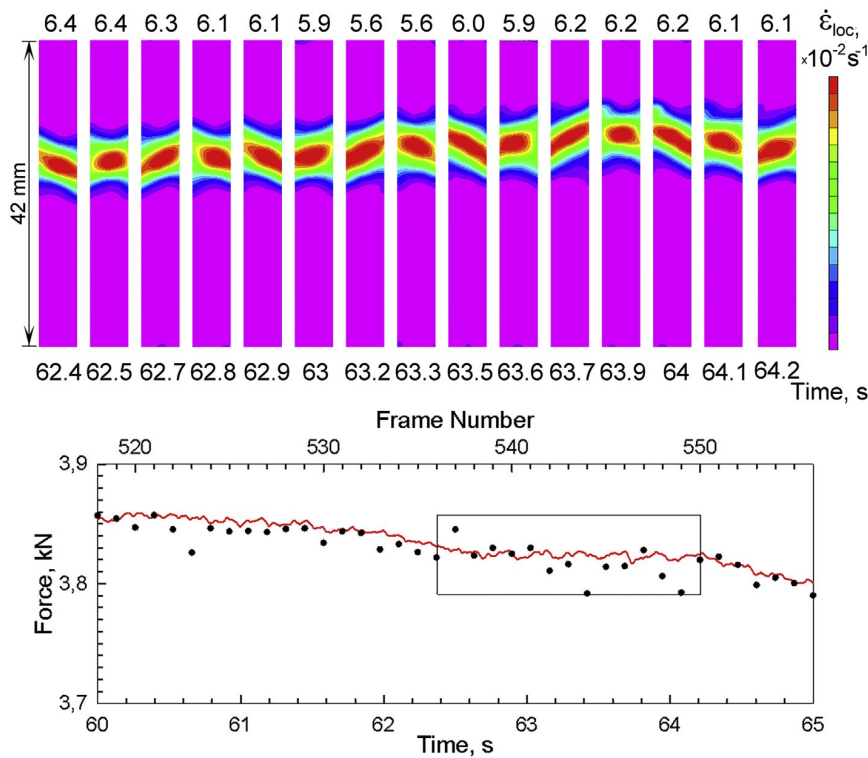 6.4 6.4 6.3 6.1 6.1 5.9 5.6 5.6 6.0 5.9 6.2 6.2 6.2 6.1 6.1 ε̇loc,
×10⁻²s⁻¹
42 mm
62.4 62.5 62.7 62.8 62.9 63 63.2 63.3 63.5 63.6 63.7 63.9 64 64.1 64.2
Time, s
Frame Number
520 530 540 550
3,9
3,8
3,7
Force, kN
60 61 62 63 64 65
Time, s